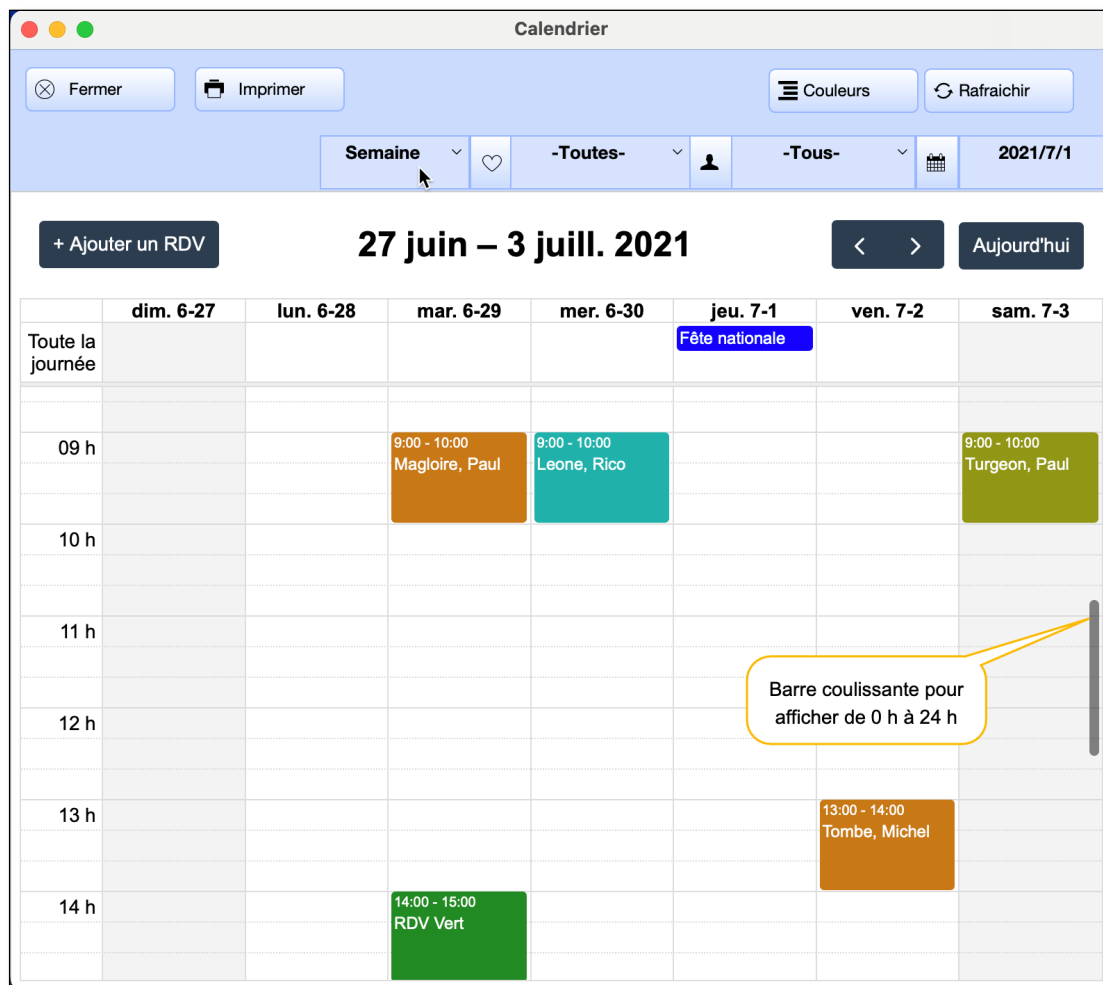 Calendrier
Fermer
Imprimer
Couleurs
Rafraichir
Semaine
-Toutes-
-Tous-
2021/7/1
+ Ajouter un RDV
27 juin – 3 juill. 2021
Aujourd'hui
dim. 6-27
lun. 6-28
mar. 6-29
mer. 6-30
jeu. 7-1
ven. 7-2
sam. 7-3
Toute la
journée
Fête nationale
09 h
9:00 - 10:00
Magloire, Paul
9:00 - 10:00
Leone, Rico
9:00 - 10:00
Turgeon, Paul
10 h
11 h
Barre coulissante pour
afficher de 0 h à 24 h
12 h
13 h
13:00 - 14:00
Tombe, Michel
14 h
14:00 - 15:00
RDV Vert